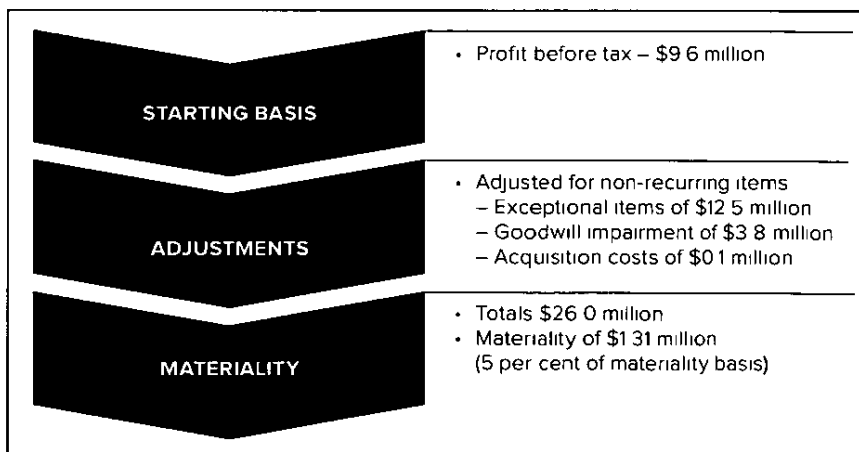 STARTING BASIS
• Profit before tax – $9 6 million
ADJUSTMENTS
• Adjusted for non-recurring items
– Exceptional items of $12 5 million
– Goodwill impairment of $3 8 million
– Acquisition costs of $0 1 million
MATERIALITY
• Totals $26 0 million
• Materiality of $1 31 million
(5 per cent of materiality basis)